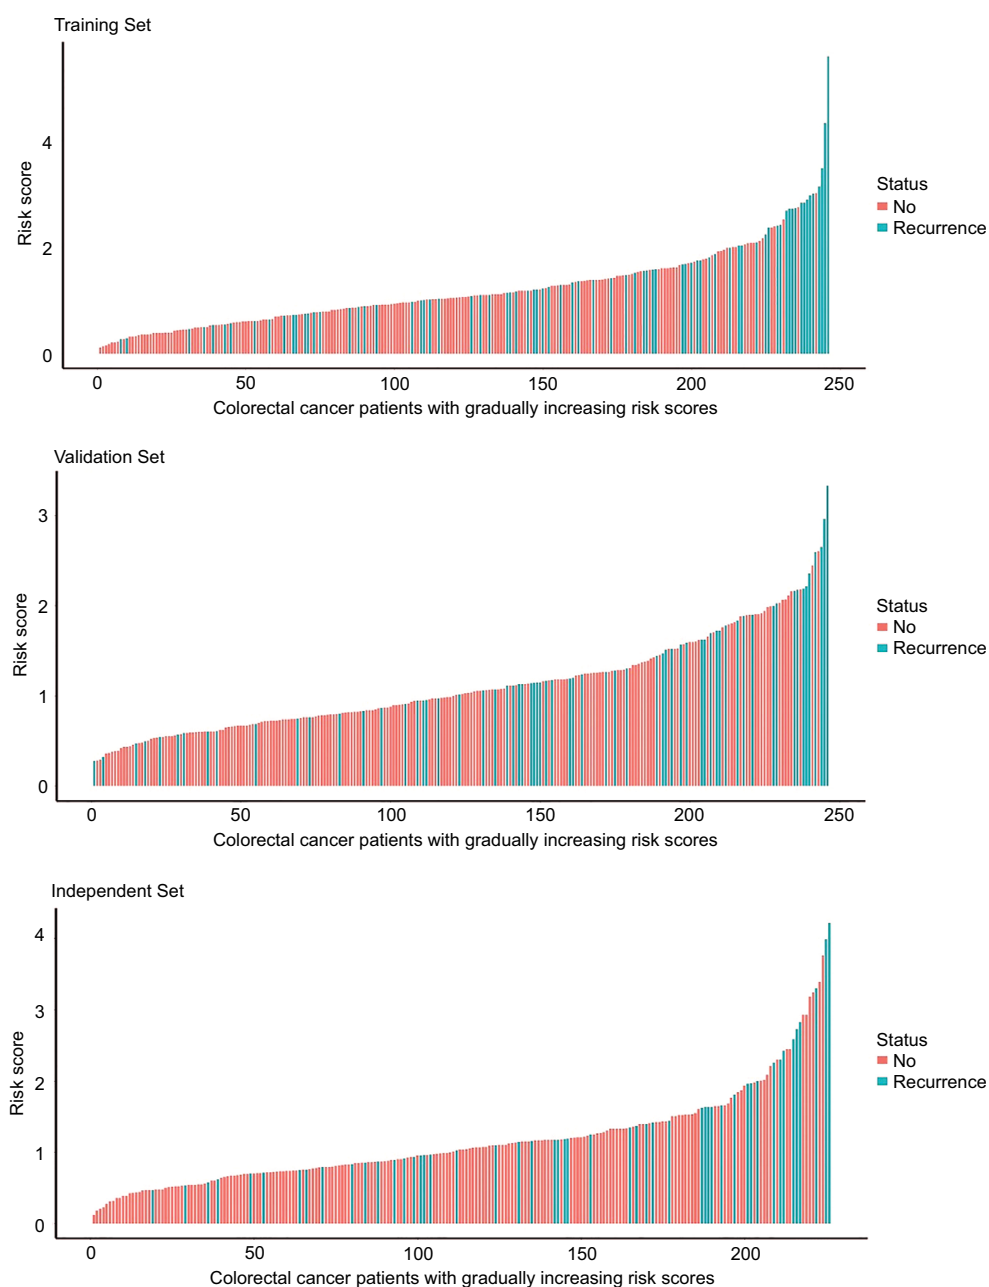 Training Set
4
2
0
Risk score
0 50 100 150 200 250
Colorectal cancer patients with gradually increasing risk scores
Status
No
Recurrence
Validation Set
3
2
1
0
Risk score
0 50 100 150 200 250
Colorectal cancer patients with gradually increasing risk scores
Status
No
Recurrence
Independent Set
4
3
2
1
0
Risk score
0 50 100 150 200
Colorectal cancer patients with gradually increasing risk scores
Status
No
Recurrence